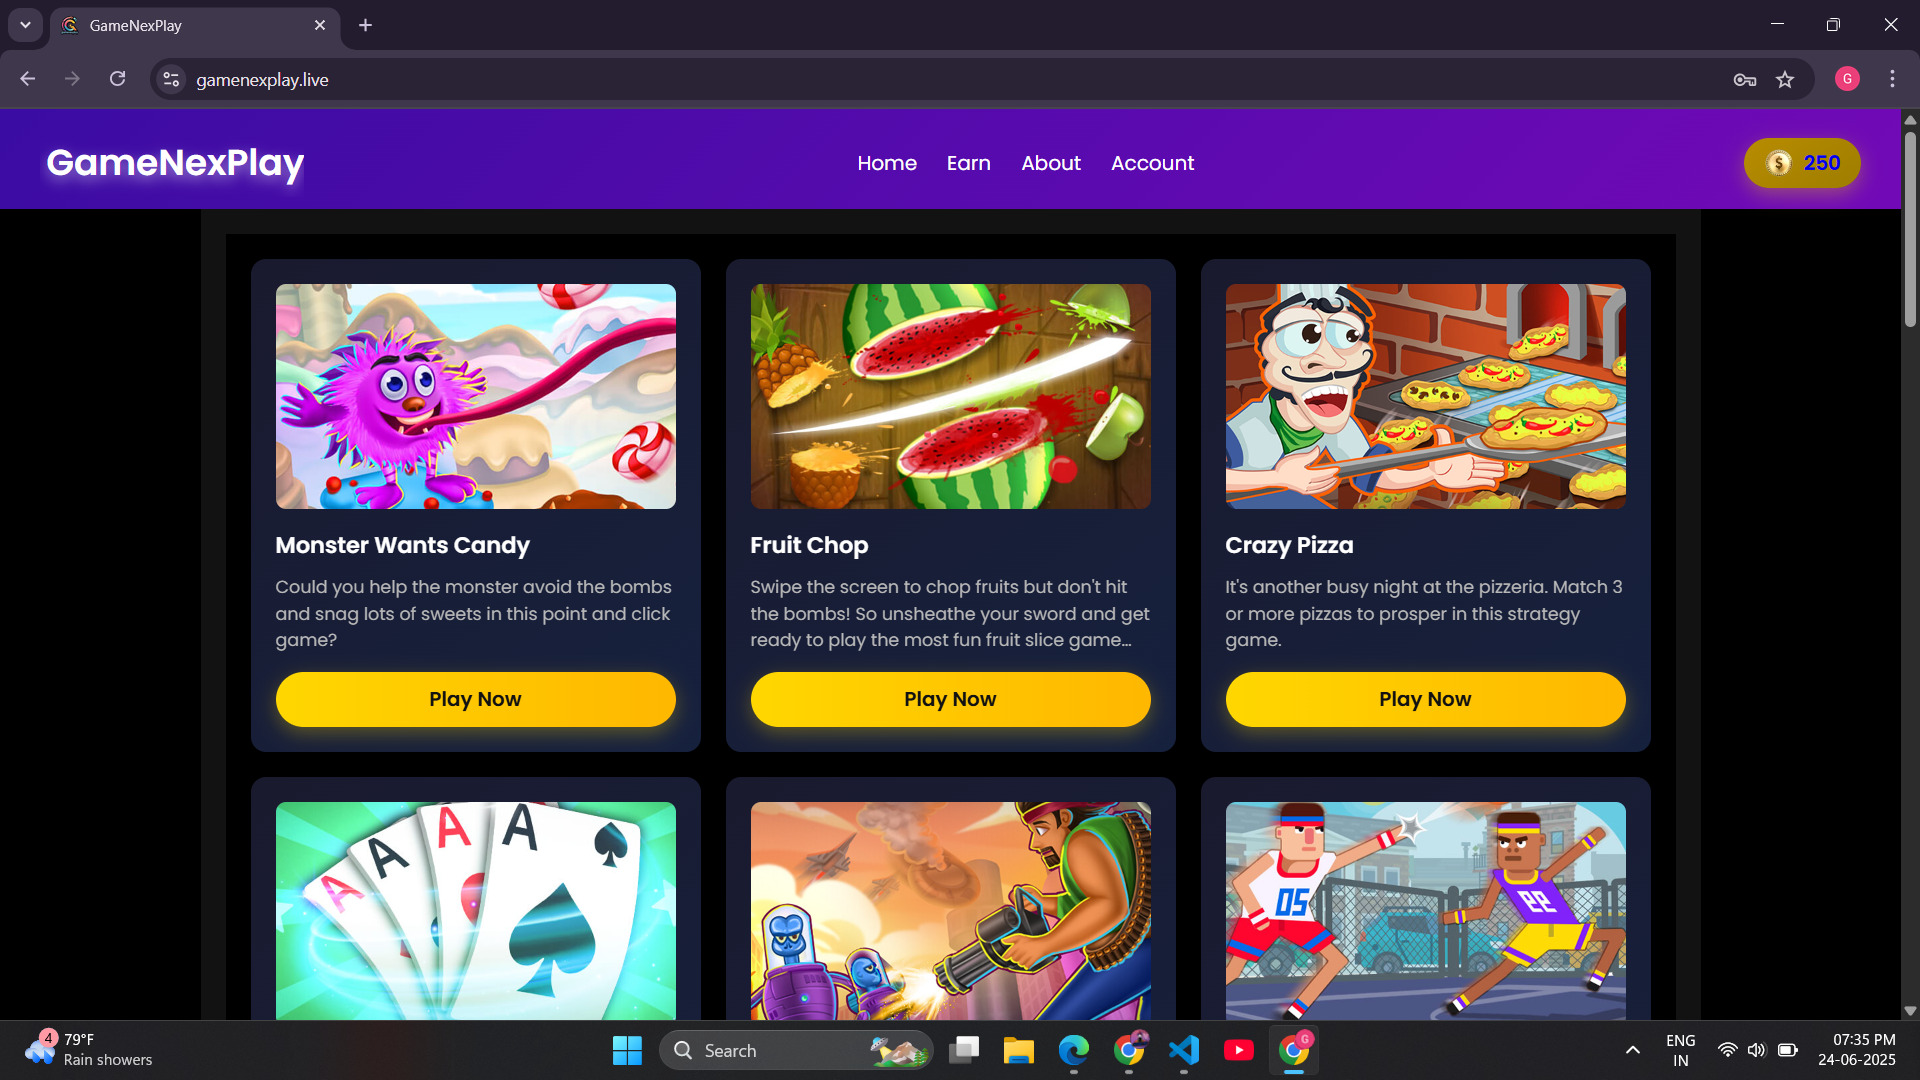 GameNexPlay
gamenexplay.live
G
GameNexPlay
Home Earn About Account
$ 250
Monster Wants Candy
Could you help the monster avoid the bombs
and snag lots of sweets in this point and click
game?
Play Now
Fruit Chop
Swipe the screen to chop fruits but don't hit
the bombs! So unsheathe your sword and get
ready to play the most fun fruit slice game...
Play Now
Crazy Pizza
It's another busy night at the pizzeria. Match 3
or more pizzas to prosper in this strategy
game.
Play Now
A A A A
05
22
4
79°F
Rain showers
Search
G
ENG
IN
07:35 PM
24-06-2025